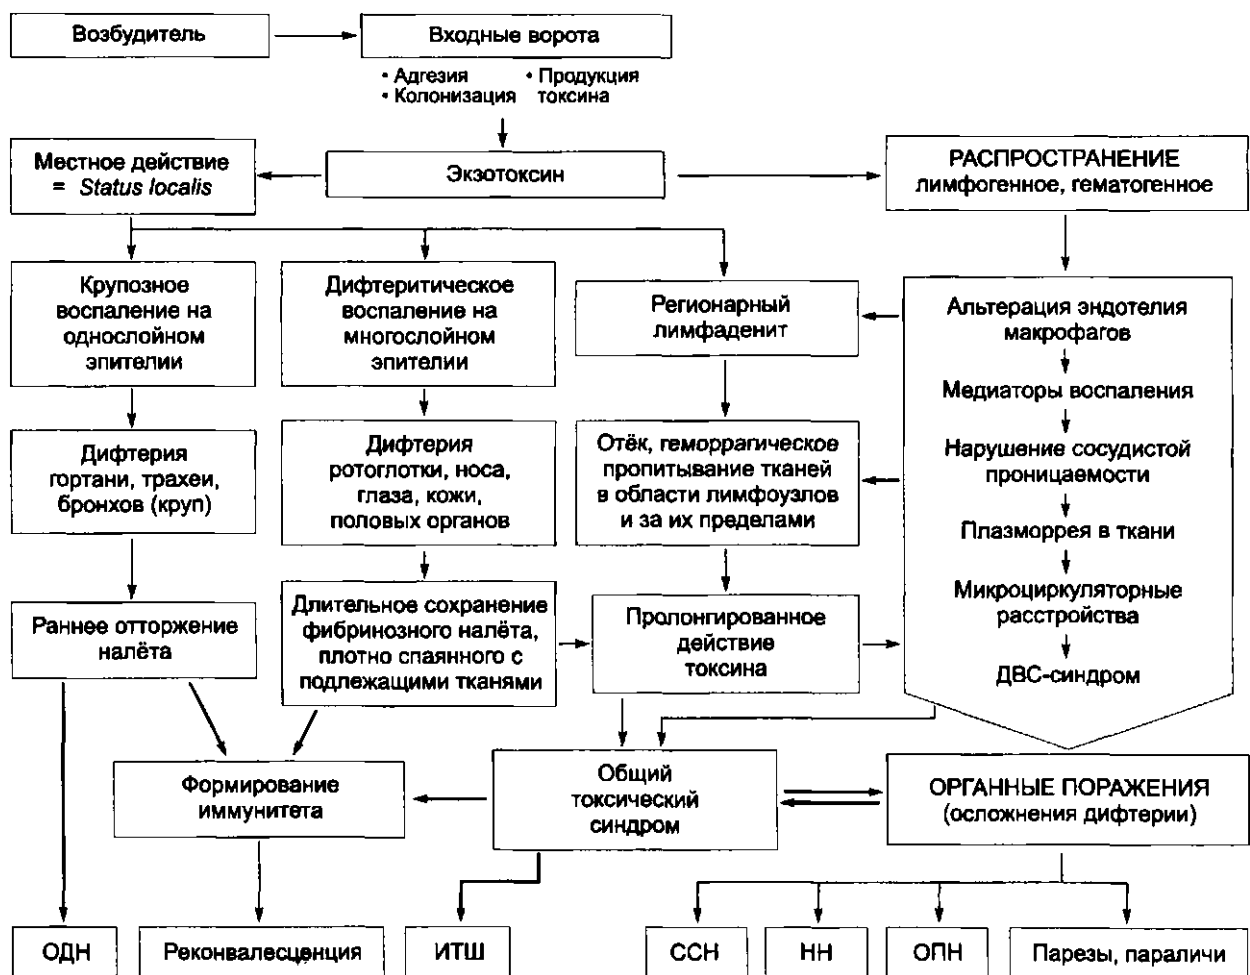 Возбудитель
Входные ворота
• Адгезия
• Колонизация
• Продукция
токсина
Местное действие
= Status localis
Экзотоксин
РАСПРОСТРАНЕНИЕ
лимфогенное, гематогенное
Крупозное
воспаление на
однослойном
эпителии
Дифтеритическое
воспаление на
многослойном
эпителии
Регионарный
лимфаденит
Альтерация эндотелия
макрофагов
Медиаторы воспаления
Нарушение сосудистой
проницаемости
Плазморрея в ткани
Микроциркуляторные
расстройства
ДВС-синдром
Дифтерия
гортани, трахеи,
бронхов (круп)
Дифтерия
ротоглотки, носа,
глаза, кожи,
половых органов
Отёк, геморрагическое
пропитывание тканей
в области лимфоузлов
и за их пределами
Раннее отторжение
налёта
Длительное сохранение
фибринозного налёта,
плотно спаянного с
подлежащими тканями
Пролонгированное
действие
токсина
Формирование
иммунитета
Общий
токсический
синдром
ОРГАННЫЕ ПОРАЖЕНИЯ
(осложнения дифтерии)
ОДН
Реконвалесценция
ИТШ
ССН
НН
ОПН
Парезы, параличи